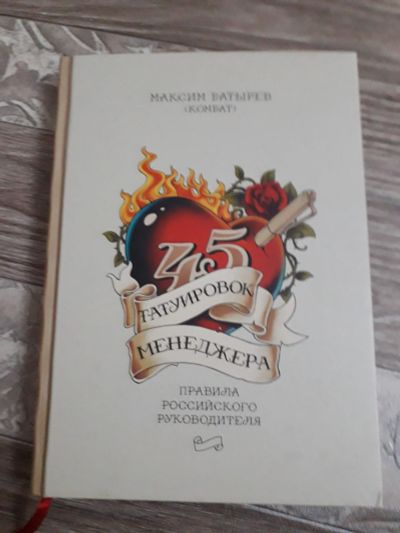 МАКСИМ БАТЫРЕВ
(КОМБАТ)
45
ТАТУИРОВОК
МЕНЕДЖЕРА
ПРАВИЛА
РОССИЙСКОГО
РУКОВОДИТЕЛЯ